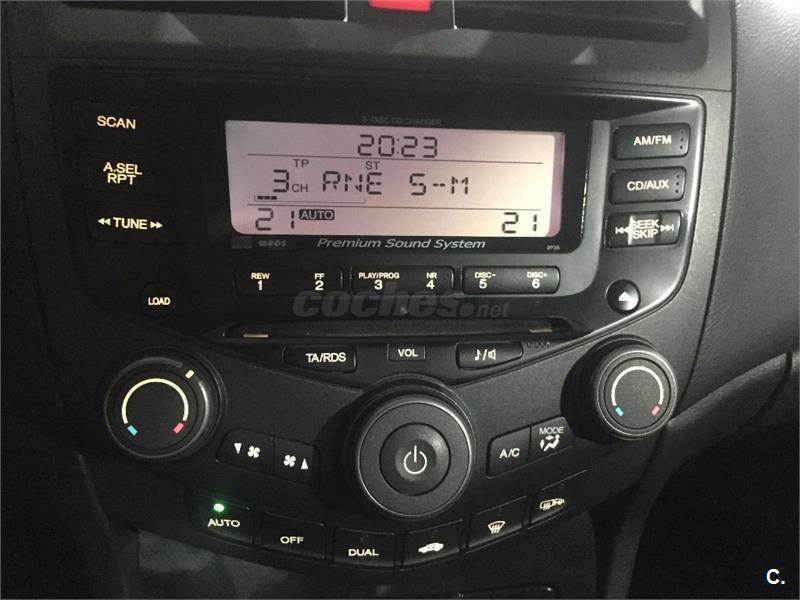 6 DISC CD CHANGER
SCAN
20:23
AM/FM
TP ST
A.SEL
RPT
3CH RNE 5-M
CD/AUX
21 AUTO 21
◂◂ TUNE ▸▸
SEEK
SKIP
R·D·S Premium Sound System
REW
1
FF
2
PLAY/PROG
3
NR
4
DISC-
5
DISC+
6
LOAD
coches.net
TA/RDS
VOL
♪/
A/C
MODE
AUTO
OFF
DUAL
C.